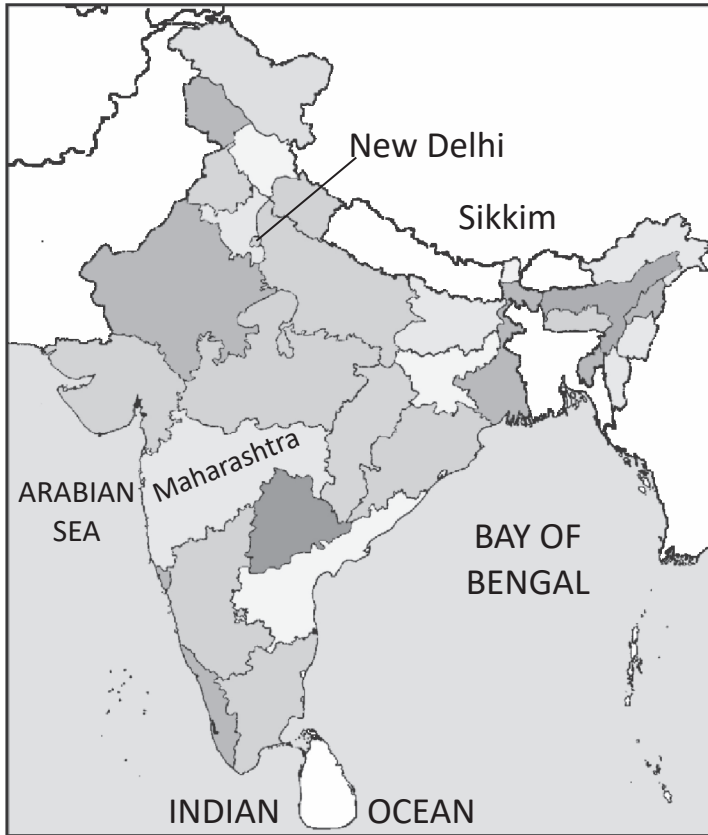 New Delhi
Sikkim
Maharashtra
ARABIAN
SEA
BAY OF
BENGAL
INDIAN OCEAN